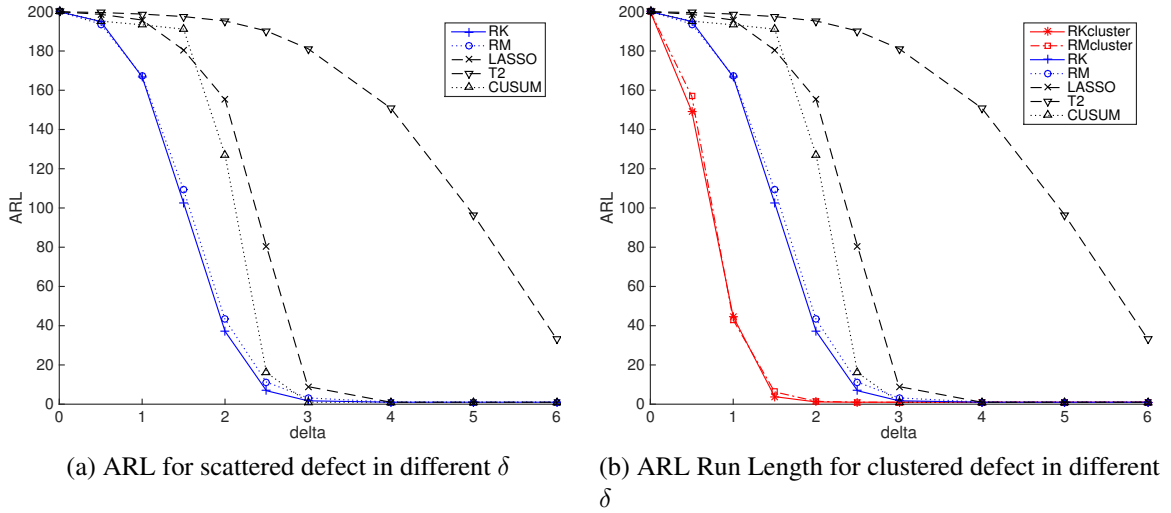 200
180
160
140
120
100
80
60
40
20
0
ARL
0 1 2 3 4 5 6
delta
RK
RM
LASSO
T2
CUSUM
(a) ARL for scattered defect in different δ
200
180
160
140
120
100
80
60
40
20
0
ARL
0 1 2 3 4 5 6
delta
RKcluster
RMcluster
RK
RM
LASSO
T2
CUSUM
(b) ARL Run Length for clustered defect in different
δ